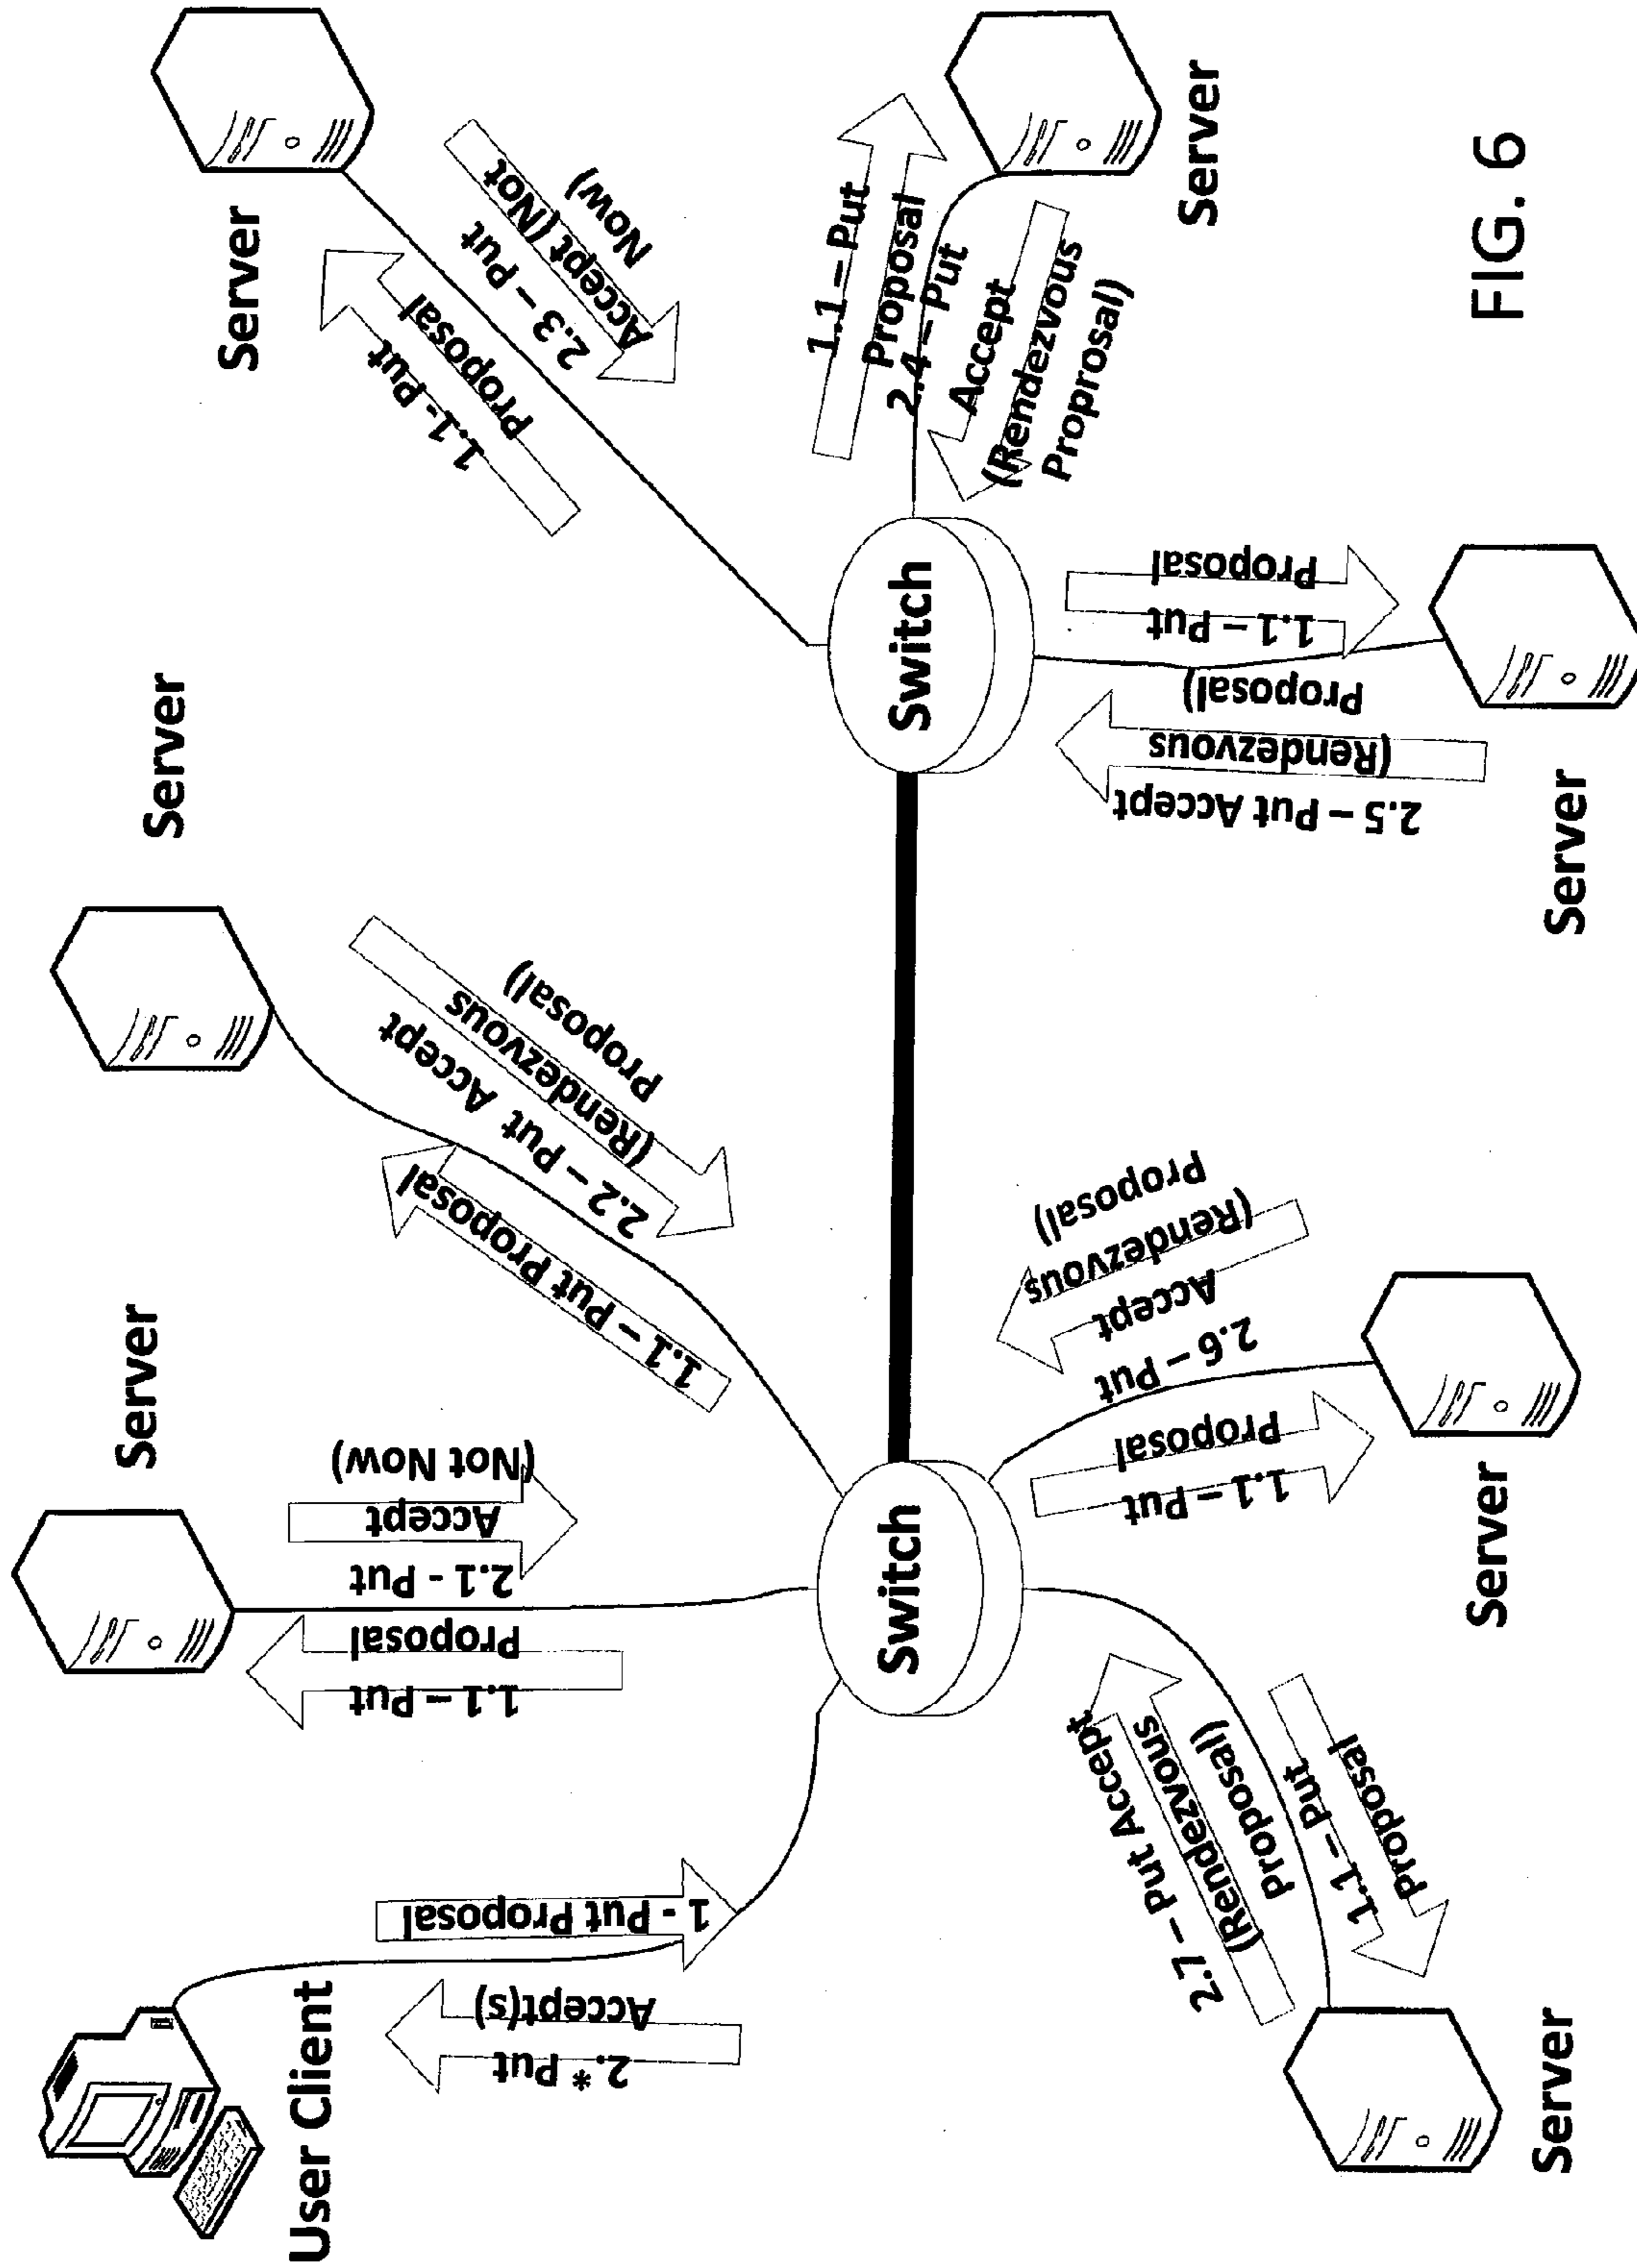 User Client
1 - Put Proposal
2.* Put
Accept(s)
Server
1.1 – Put
Proposal
2.1 - Put
Accept
(Not Now)
Server
1.1 – Put Proposal
2.2 – Put Accept
(Rendezvous
Proposal)
Server
1.1- Put
Proposal
2.3 – Put
Accept (Not
Now)
Server
1.1 – Put
Proposal
2.4 – Put
Accept
(Rendezvous
Proprosal)
Server
Switch
Switch
2.7 – Put Accept
(Rendezvous
Proposal)
1.1 – Put
Proposal
Server
1.1 – Put
Proposal
2.6 – Put
Accept
(Rendezvous
Proposal)
Server
2.5 – Put Accept
(Rendezvous
Proposal)
1.1 – Put
Proposal
Server
FIG. 6